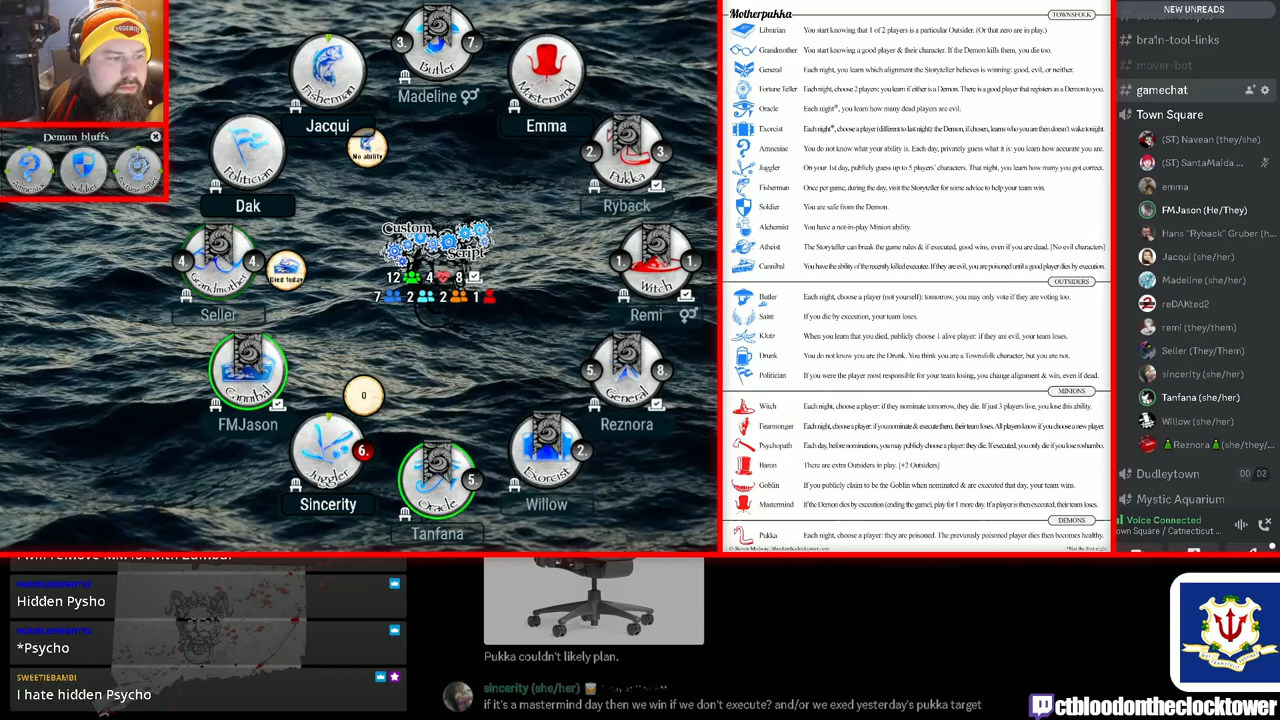 Demon bluffs
Soldier
Fisherman
Jacqui
No ability
3.
7.
Butler
Madeline
Mastermind
Emma
Politician
Dak
2.
3.
Pukka
Ryback
4
4
Grandmother
Died today
Seller
Custom
Script
12 4 8
7 2 2 1
1
1
Witch
Remi
Cannibal
FMJason
0
6.
Juggler
Sincerity
5.
Oracle
Tanfana
2.
Exorcist
Willow
5.
8.
General
Reznora
Motherpukka
TOWNSFOLK
Librarian You start knowing that 1 of 2 players is a particular Outsider. (Or that zero are in play.)
Grandmother You start knowing a good player & their character. If the Demon kills them, you die too.
General Each night, you learn which alignment the Storyteller believes is winning: good, evil, or neither.
Fortune Teller Each night, choose 2 players: you learn if either is a Demon. There is a good player that registers as a Demon to you.
Oracle Each night*, you learn how many dead players are evil.
Exorcist Each night*, choose a player (different to last night): the Demon, if chosen, learns who you are then doesn't wake tonight.
Amnesiac You do not know what your ability is. Each day, privately guess what it is: you learn how accurate you are.
Juggler On your 1st day, publicly guess up to 5 players' characters. That night, you learn how many you got correct.
Fisherman Once per game, during the day, visit the Storyteller for some advice to help your team win.
Soldier You are safe from the Demon.
Alchemist You have a not-in-play Minion ability.
Atheist The Storyteller can break the game rules & if executed, good wins, even if you are dead. [No evil characters]
Cannibal You have the ability of the recently killed executee. If they are evil, you are poisoned until a good player dies by execution.
OUTSIDERS
Butler Each night, choose a player (not yourself): tomorrow, you may only vote if they are voting too.
Saint If you die by execution, your team loses.
Klutz When you learn that you died, publicly choose 1 alive player: if they are evil, your team loses.
Drunk You do not know you are the Drunk. You think you are a Townsfolk character, but you are not.
Politician If you were the player most responsible for your team losing, you change alignment & win, even if dead.
MINIONS
Witch Each night, choose a player: if they nominate tomorrow, they die. If just 3 players live, you lose this ability.
Fearmonger Each night, choose a player: if you nominate & execute them, their team loses. All players know if you choose a new player.
Psychopath Each day, before nominations, you may publicly choose a player: they die. If executed, you only die if you lose roshambo.
Baron There are extra Outsiders in play. [+2 Outsiders]
Goblin If you publicly claim to be the Goblin when nominated & are executed that day, your team wins.
Mastermind If the Demon dies by execution (ending the game), play for 1 more day. If a player is then executed, their team loses.
DEMONS
Pukka Each night, choose a player: they are poisoned. The previously poisoned player dies then becomes healthy.
*Not the first night
NEW UNREADS
brain-tool-links
mover-bot
gamechat
Town square
(ST) Navean (they/she)
(ST) SantaMaida ...
emma
FMJason (He/They)
Hans "Ryback" Gruber (h...
Jacqui (she/her)
Madeline (she/her)
reDAKted2
remi (they/them)
Seller (They/Them)
sincerity (she/her)
Tanfana (she/her)
Willow (she/her)
Reznora (she/they/...
Dudleytown 00 02
Mystic Aquarium
Voice Connected
own Square / Catnecticut ...
Hidden Pysho
*Psycho
SWEETIEBAMBI
I hate hidden Psycho
Pukka couldn't likely plan.
sincerity (she/her)
if it's a mastermind day then we win if we don't execute? and/or we exed yesterday's pukka target
ctbloodontheclocktower